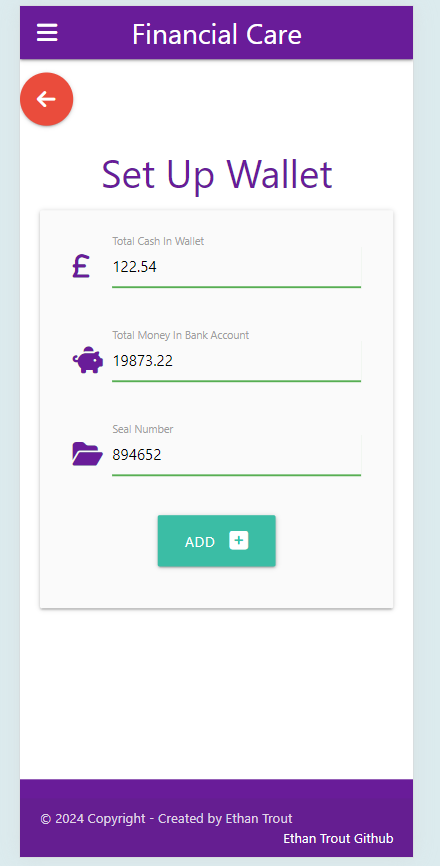 Financial Care
Set Up Wallet
Total Cash In Wallet
122.54
Total Money In Bank Account
19873.22
Seal Number
894652
ADD
© 2024 Copyright - Created by Ethan Trout
Ethan Trout Github